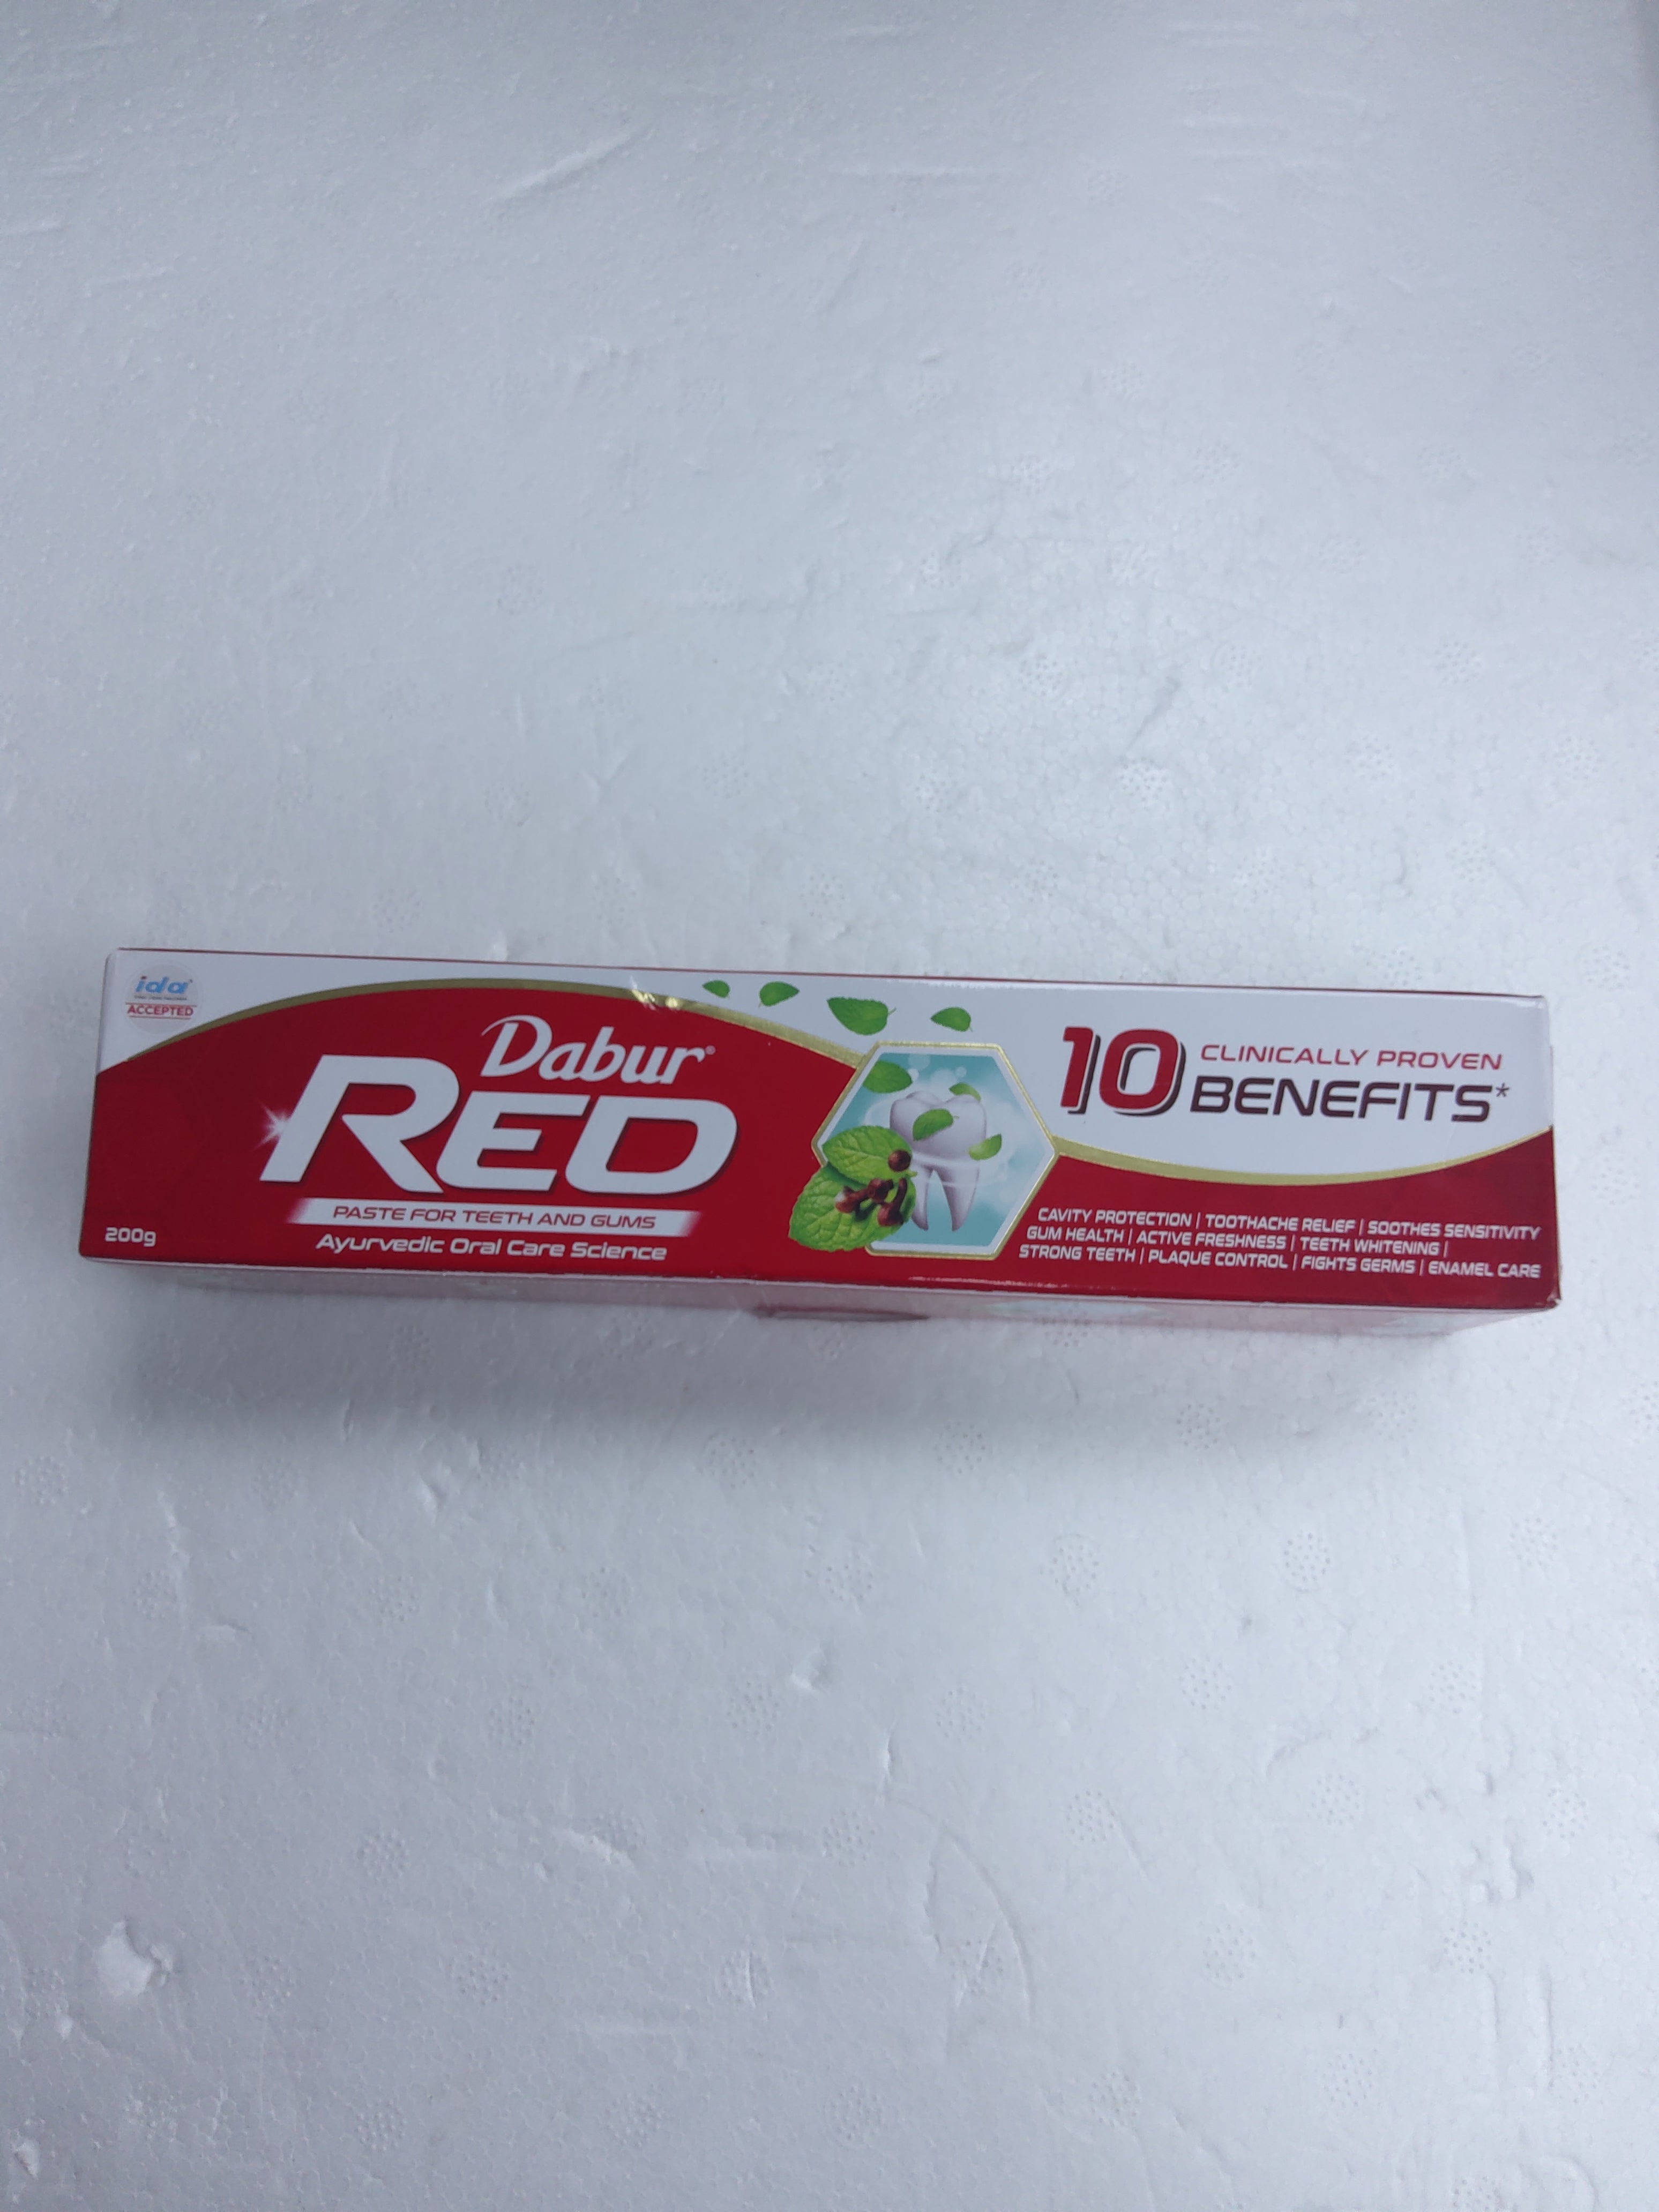 ida
ACCEPTED
Dabur
RED
PASTE FOR TEETH AND GUMS
Ayurvedic Oral Care Science
200g
10 CLINICALLY PROVEN
BENEFITS*
CAVITY PROTECTION | TOOTHACHE RELIEF | SOOTHES SENSITIVITY
GUM HEALTH | ACTIVE FRESHNESS | TEETH WHITENING |
STRONG TEETH | PLAQUE CONTROL | FIGHTS GERMS | ENAMEL CARE